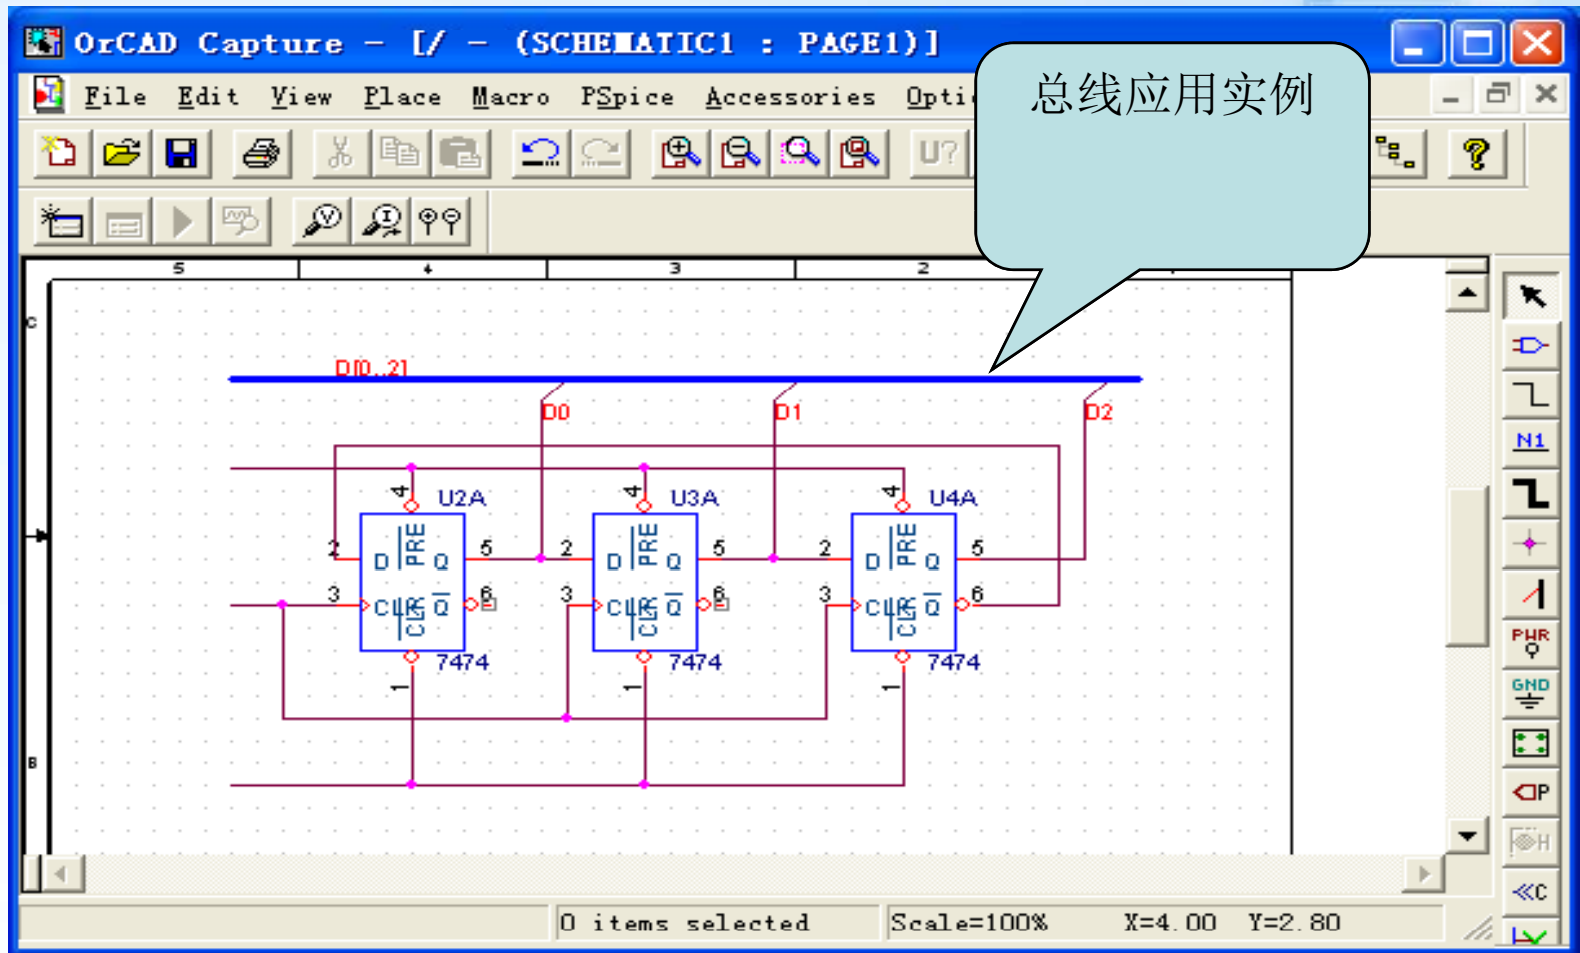 OrCAD Capture - [/ - (SCHEMATIC1 : PAGE1)]
总线应用实例
File Edit View Place Macro PSpice Accessories Opti
U?
V I
5 4 3 2
C
D[0..2]
D0 D1 D2
4 U2A 4 U3A 4 U4A
2 D PRE Q 5 2 D PRE Q 5 2 D PRE Q 5
3 CLK CLR Q 6 3 CLK CLR Q 6 3 CLK CLR Q 6
7474 7474 7474
1 1 1
B
N1
PWR
GND
P
H
<<C
0 items selected Scale=100% X=4.00 Y=2.80